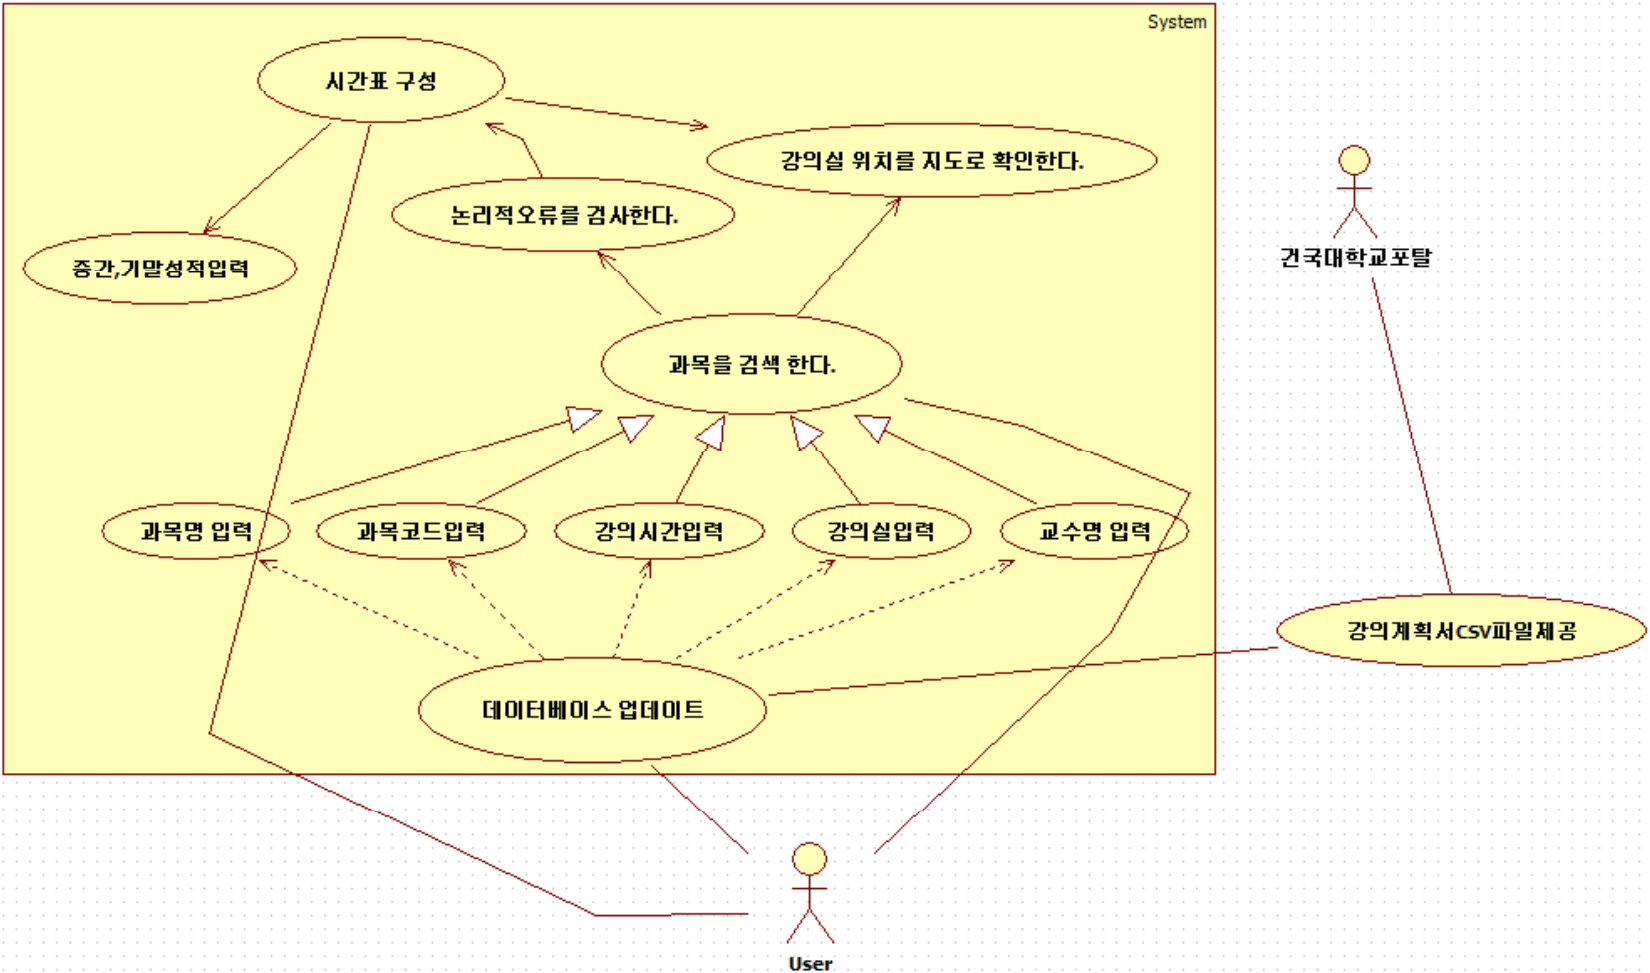 System
시간표 구성
강의실 위치를 지도로 확인한다.
논리적오류를 검사한다.
중간,기말성적입력
건국대학교포탈
과목을 검색 한다.
과목명 입력
과목코드입력
강의시간입력
강의실입력
교수명 입력
강의계획서CSV파일제공
데이터베이스 업데이트
User